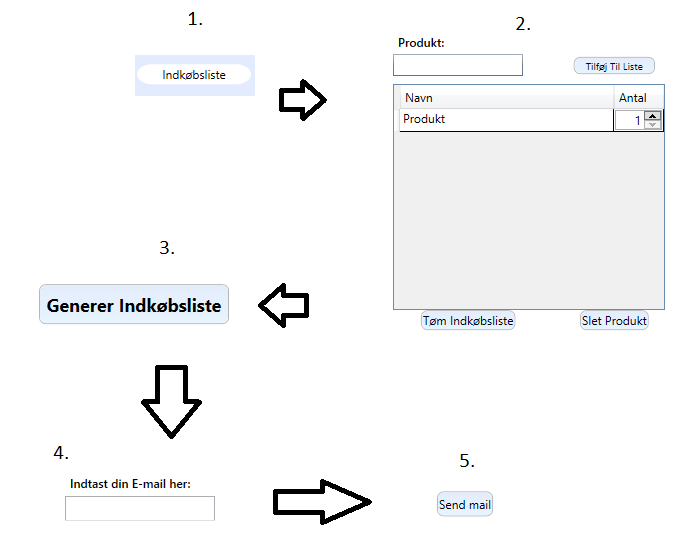 1.
Indkøbsliste
2.
Produkt:
Tilføj Til Liste
Navn Antal
Produkt 1
Tøm Indkøbsliste Slet Produkt
3.
Generer Indkøbsliste
4.
Indtast din E-mail her:
5.
Send mail